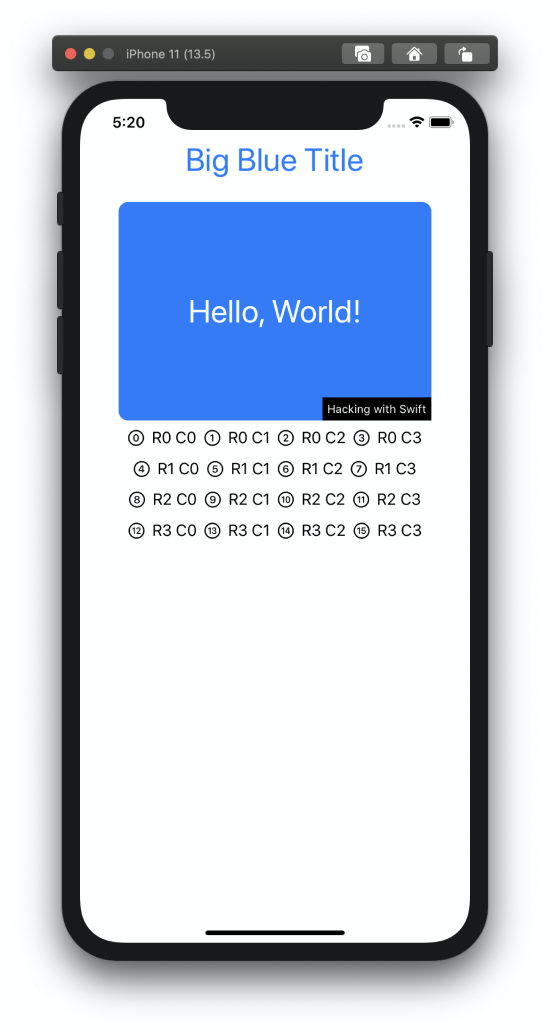 iPhone 11 (13.5)
5:20
Big Blue Title
Hello, World!
Hacking with Swift
0 R0 C0 1 R0 C1 2 R0 C2 3 R0 C3
4 R1 C0 5 R1 C1 6 R1 C2 7 R1 C3
8 R2 C0 9 R2 C1 10 R2 C2 11 R2 C3
12 R3 C0 13 R3 C1 14 R3 C2 15 R3 C3